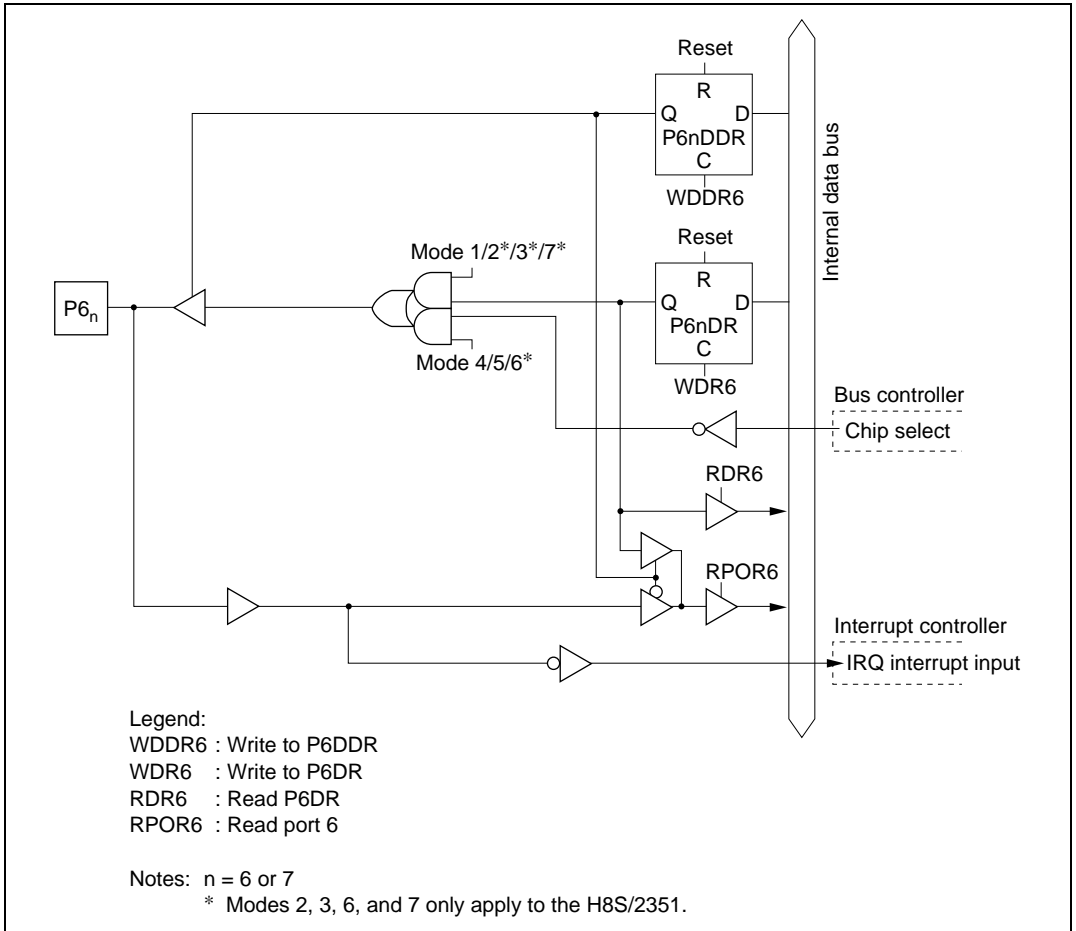 Reset
R
Q D
P6nDDR
C
WDDR6
Internal data bus
Reset
R
Q D
P6nDR
C
WDR6
Mode 1/2*/3*/7*
P6n
Mode 4/5/6*
Bus controller
Chip select
RDR6
RPOR6
Interrupt controller
IRQ interrupt input
Legend:
WDDR6 : Write to P6DDR
WDR6 : Write to P6DR
RDR6 : Read P6DR
RPOR6 : Read port 6
Notes: n = 6 or 7
* Modes 2, 3, 6, and 7 only apply to the H8S/2351.